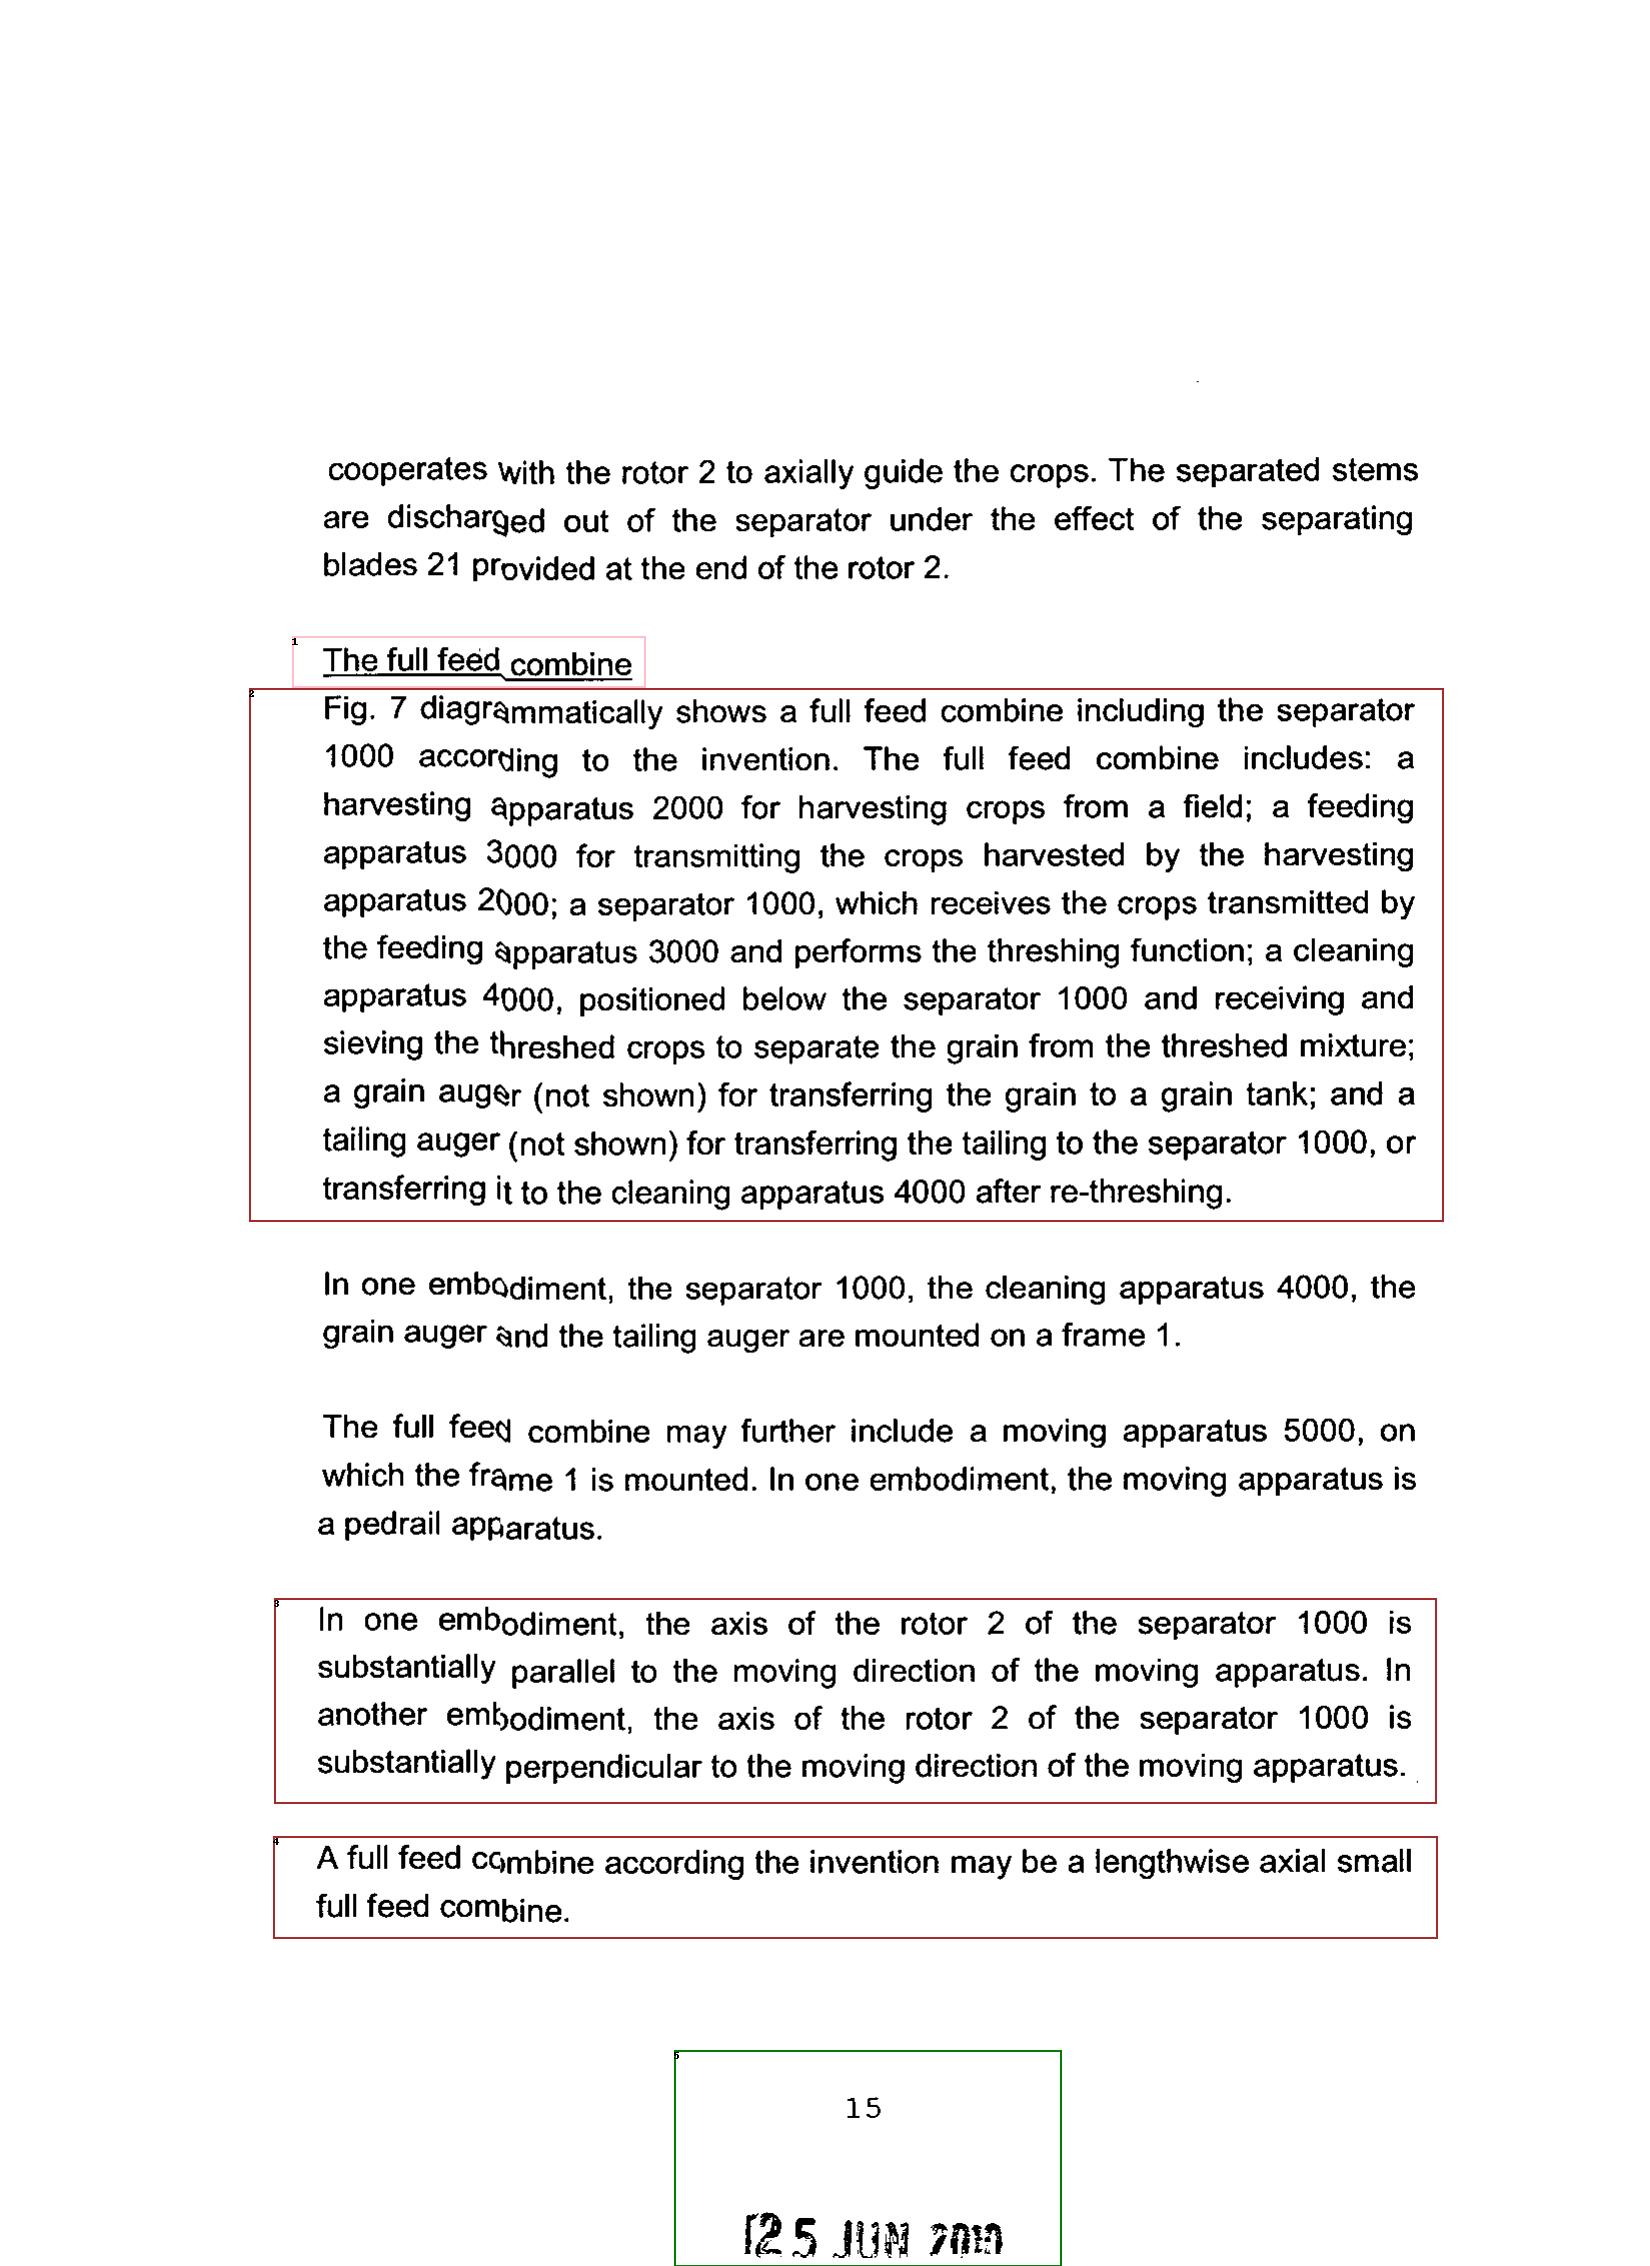 cooperates with the rotor 2 to axially guide the crops. The separated stems
are discharged out of the separator under the effect of the separating
blades 21 provided at the end of the rotor 2.
1
The full feed combine
2
Fig. 7 diagrammatically shows a full feed combine including the separator
1000 according to the invention. The full feed combine includes: a
harvesting apparatus 2000 for harvesting crops from a field; a feeding
apparatus 3000 for transmitting the crops harvested by the harvesting
apparatus 2000; a separator 1000, which receives the crops transmitted by
the feeding apparatus 3000 and performs the threshing function; a cleaning
apparatus 4000, positioned below the separator 1000 and receiving and
sieving the threshed crops to separate the grain from the threshed mixture;
a grain auger (not shown) for transferring the grain to a grain tank; and a
tailing auger (not shown) for transferring the tailing to the separator 1000, or
transferring it to the cleaning apparatus 4000 after re-threshing.
In one embodiment, the separator 1000, the cleaning apparatus 4000, the
grain auger and the tailing auger are mounted on a frame 1.
The full feed combine may further include a moving apparatus 5000, on
which the frame 1 is mounted. In one embodiment, the moving apparatus is
a pedrail apparatus.
3
In one embodiment, the axis of the rotor 2 of the separator 1000 is
substantially parallel to the moving direction of the moving apparatus. In
another embodiment, the axis of the rotor 2 of the separator 1000 is
substantially perpendicular to the moving direction of the moving apparatus.
4
A full feed combine according the invention may be a lengthwise axial small
full feed combine.
5
15
25 JUN 2010